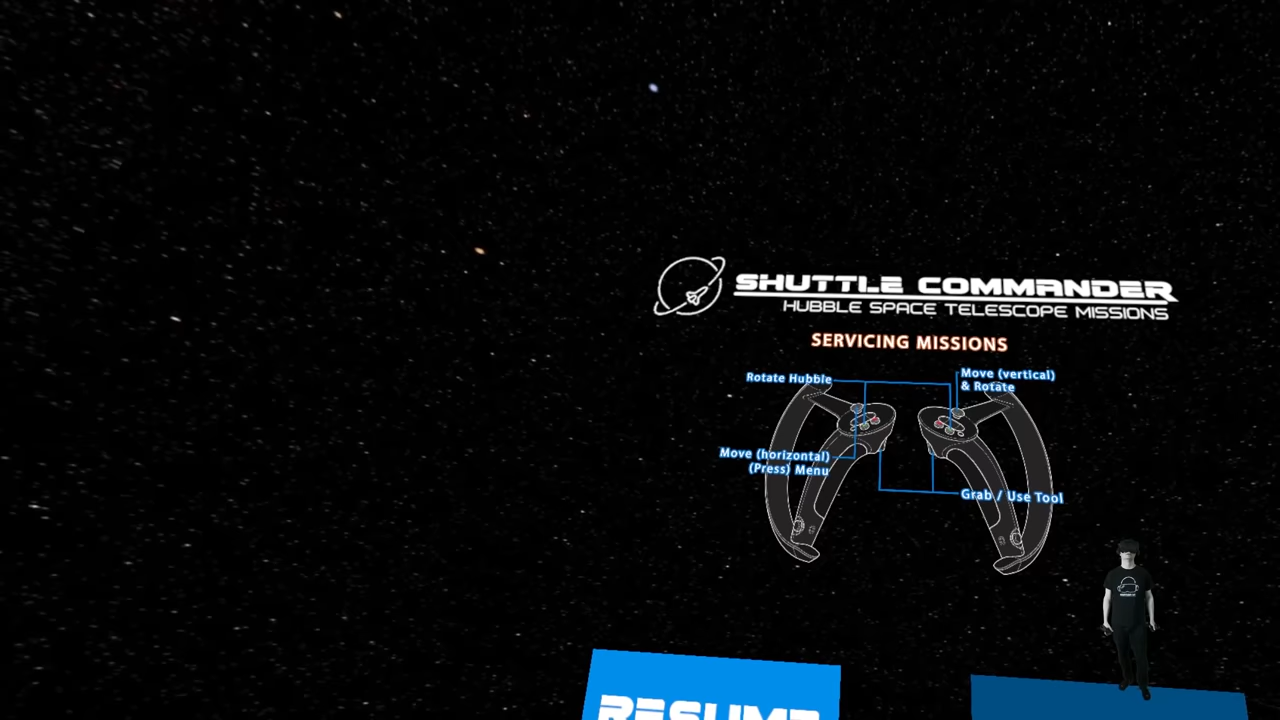 SHUTTLE COMMANDER
HUBBLE SPACE TELESCOPE MISSIONS
SERVICING MISSIONS
Rotate Hubble
Move (vertical)
& Rotate
Move (horizontal)
(Press) Menu
Grab / Use Tool
RESUME